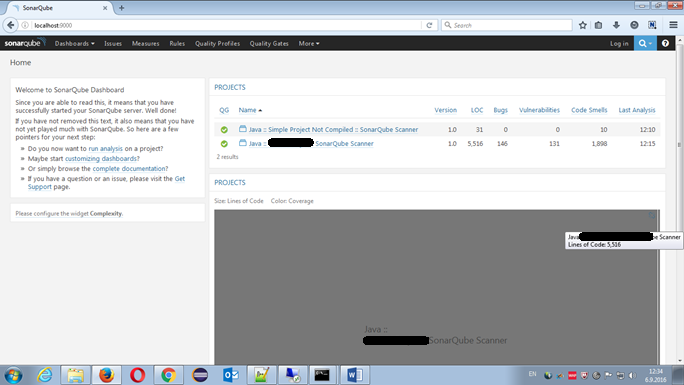 SonarQube
localhost:9000
Search
sonarqube Dashboards Issues Measures Rules Quality Profiles Quality Gates More Log in
Home
Welcome to SonarQube Dashboard
Since you are able to read this, it means that you have
successfully started your SonarQube server. Well done!
If you have not removed this text, it also means that you have
not yet played much with SonarQube. So here are a few
pointers for your next step:
» Do you now want to run analysis on a project?
» Maybe start customizing dashboards?
» Or simply browse the complete documentation?
» If you have a question or an issue, please visit the Get
Support page.
Please configure the widget Complexity.
PROJECTS
QG Name Version LOC Bugs Vulnerabilities Code Smells Last Analysis
Java :: Simple Project Not Compiled :: SonarQube Scanner 1.0 31 0 0 10 12:10
Java :: SonarQube Scanner 1.0 5,516 146 131 1,898 12:15
2 results
PROJECTS
Size: Lines of Code Color: Coverage
Java be Scanner
Lines of Code: 5,516
Java ::
SonarQube Scanner
EN
12:34
6.9.2016